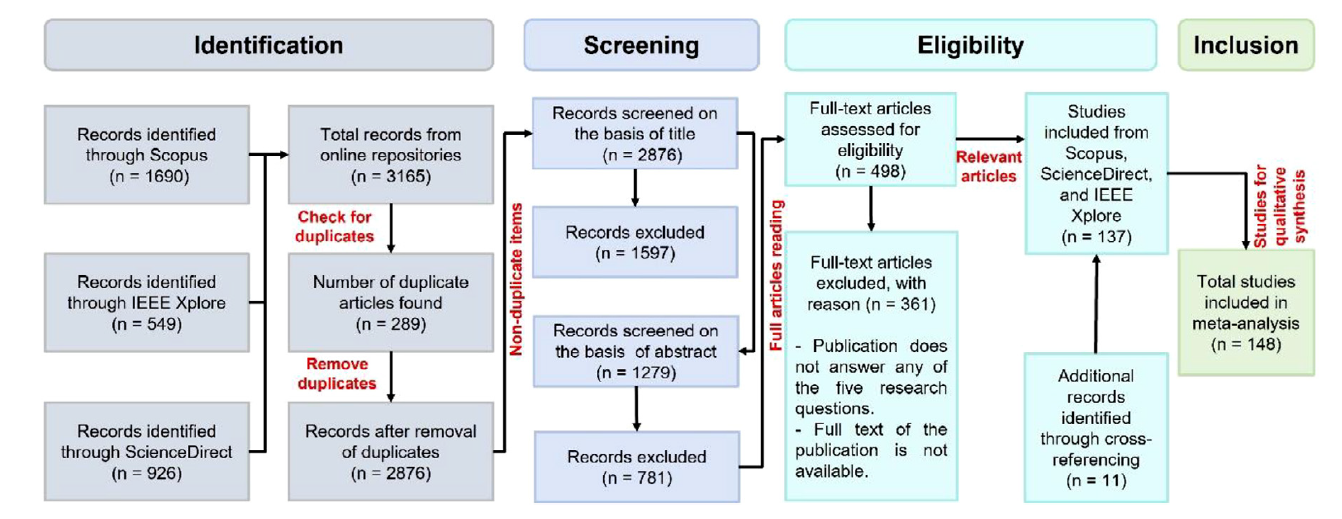 Identification
Screening
Eligibility
Inclusion
Records identified
through Scopus
(n = 1690)
Records identified
through IEEE Xplore
(n = 549)
Records identified
through ScienceDirect
(n = 926)
Total records from
online repositories
(n = 3165)
Check for
duplicates
Number of duplicate
articles found
(n = 289)
Remove
duplicates
Records after removal
of duplicates
(n = 2876)
Non-duplicate items
Records screened on
the basis of title
(n = 2876)
Records excluded
(n = 1597)
Records screened on
the basis of abstract
(n = 1279)
Records excluded
(n = 781)
Full articles reading
Full-text articles
assessed for
eligibility
(n = 498)
Relevant
articles
Full-text articles
excluded, with
reason (n = 361)
- Publication does
not answer any of
the five research
questions.
- Full text of the
publication is not
available.
Studies
included from
Scopus,
ScienceDirect,
and IEEE
Xplore
(n = 137)
Additional
records
identified
through cross-
referencing
(n = 11)
Studies for
qualitative
synthesis
Total studies
included in
meta-analysis
(n = 148)